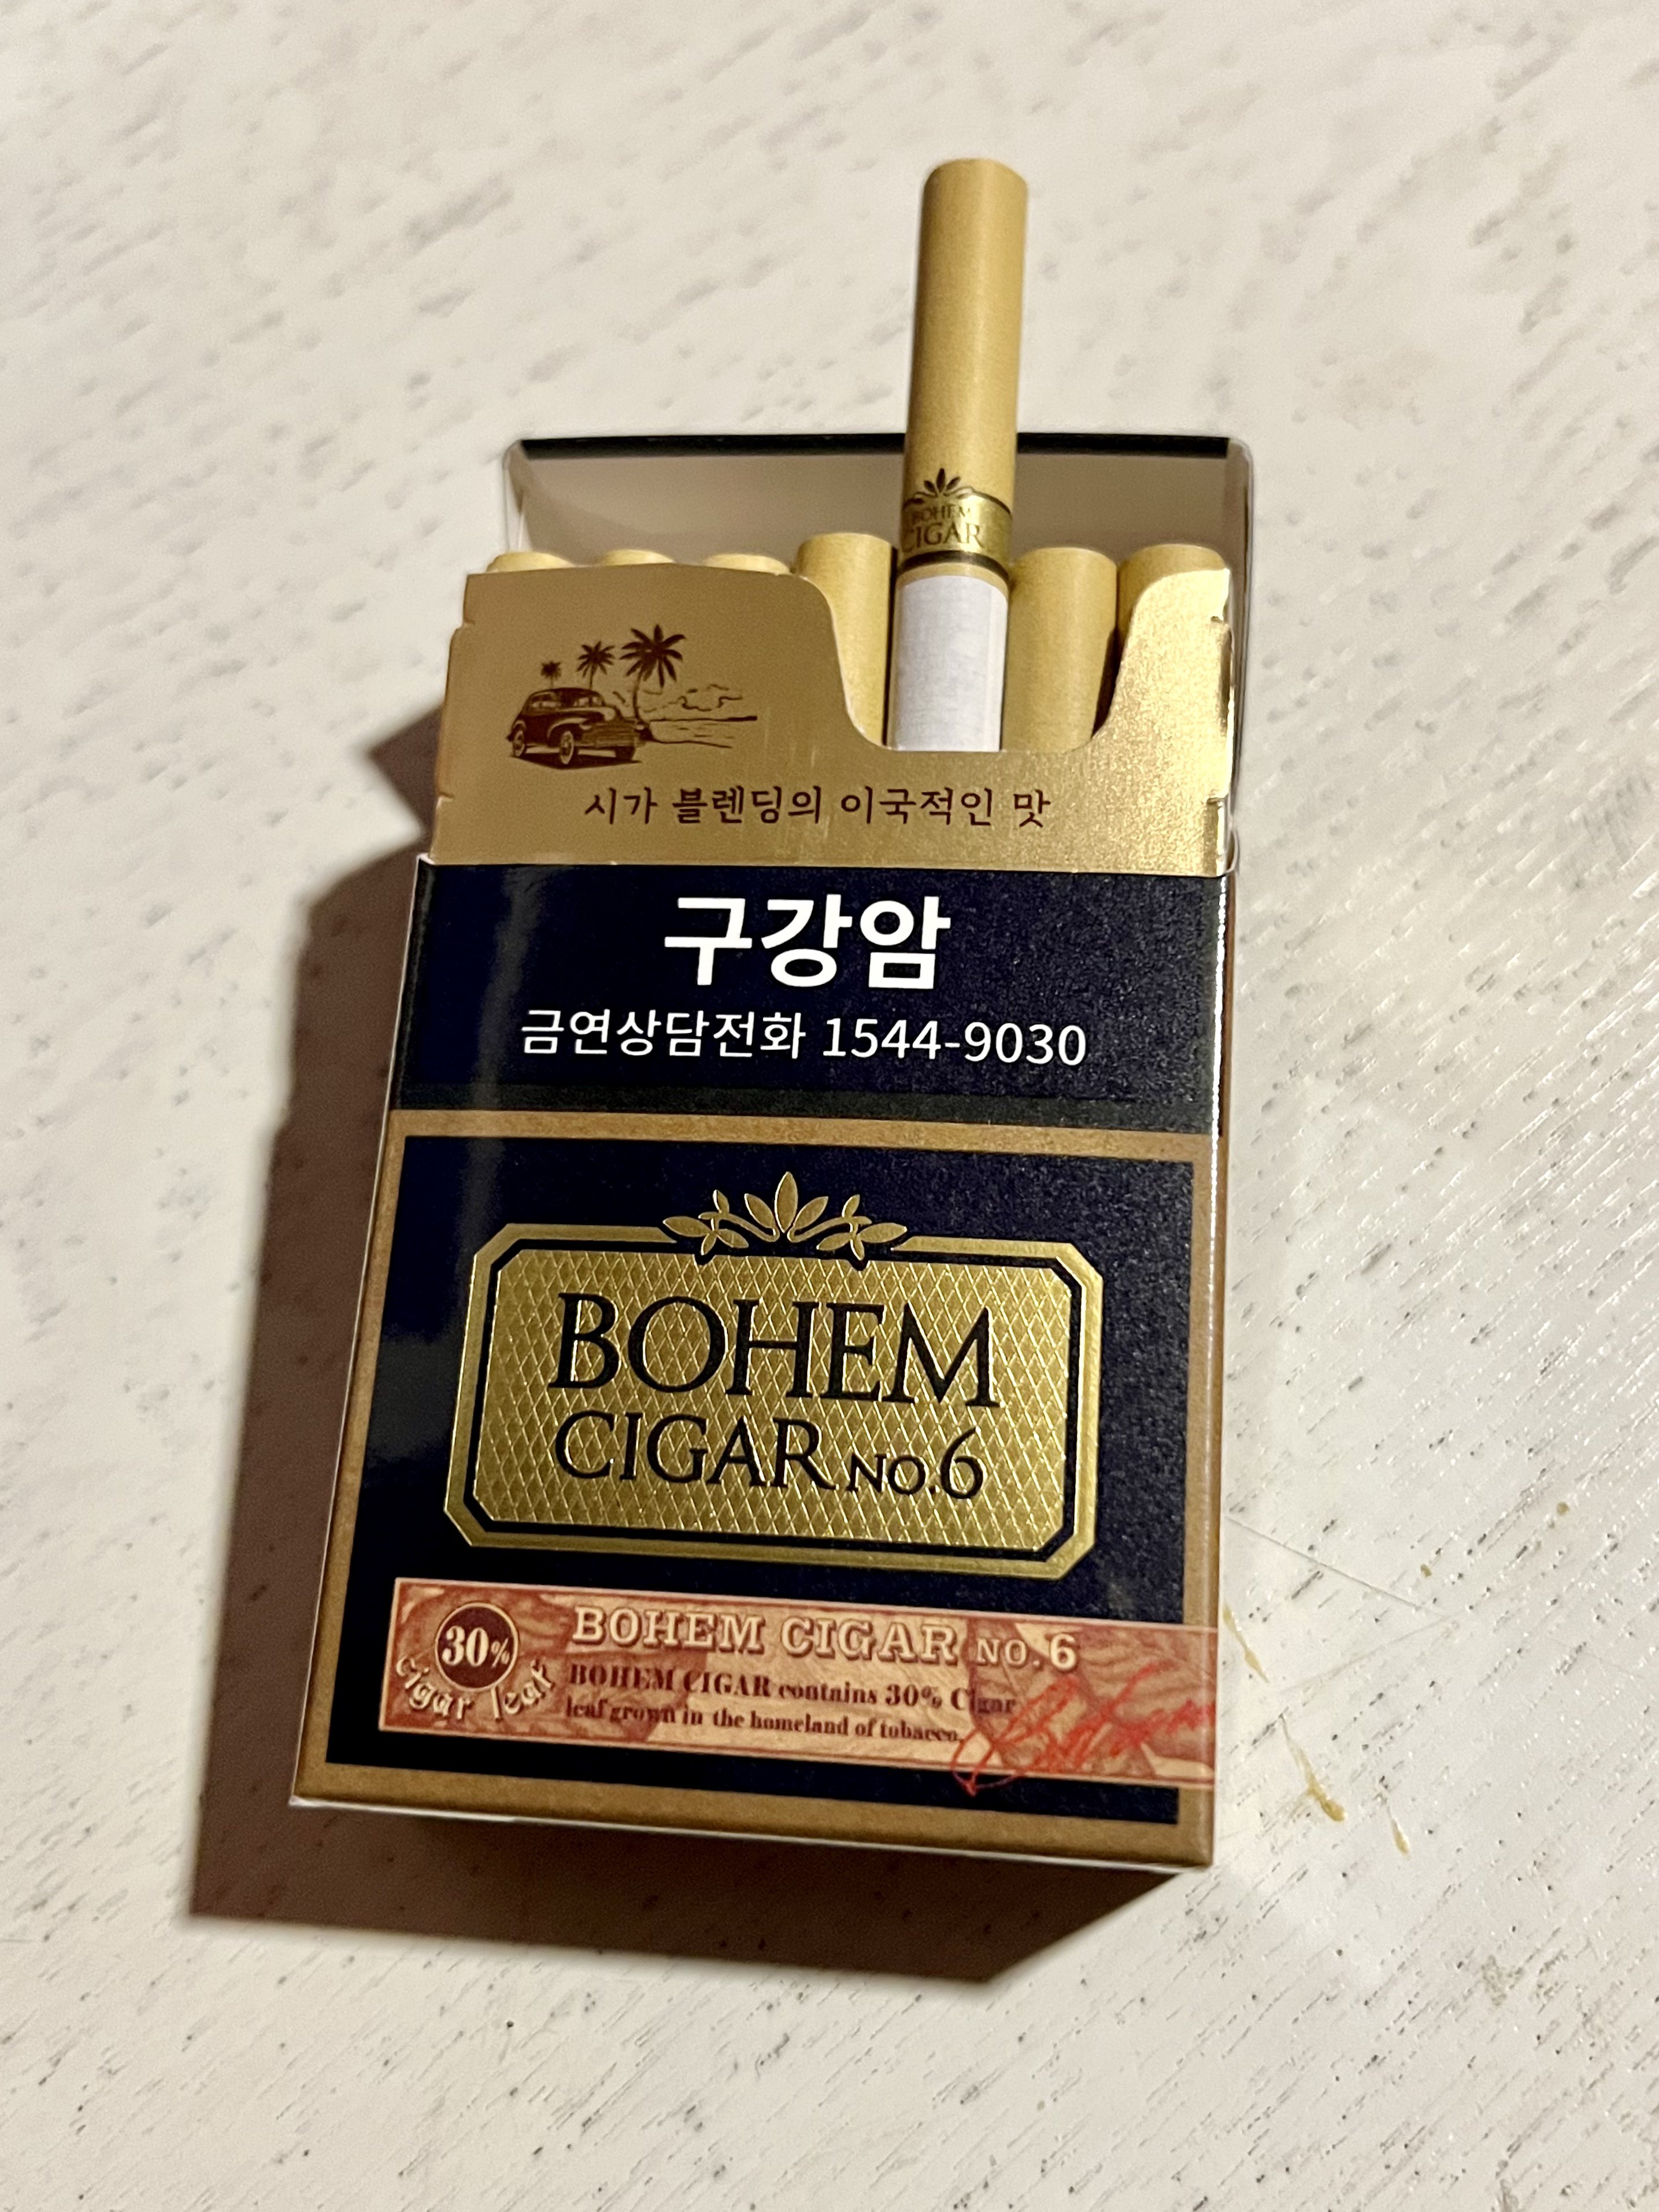 BOHEM
CIGAR
시가 블렌딩의 이국적인 맛
구강암
금연상담전화 1544-9030
BOHEM
CIGAR NO.6
30%
cigar leaf
BOHEM CIGAR NO.6
BOHEM CIGAR contains 30% Cigar
leaf grown in the homeland of tobacco.